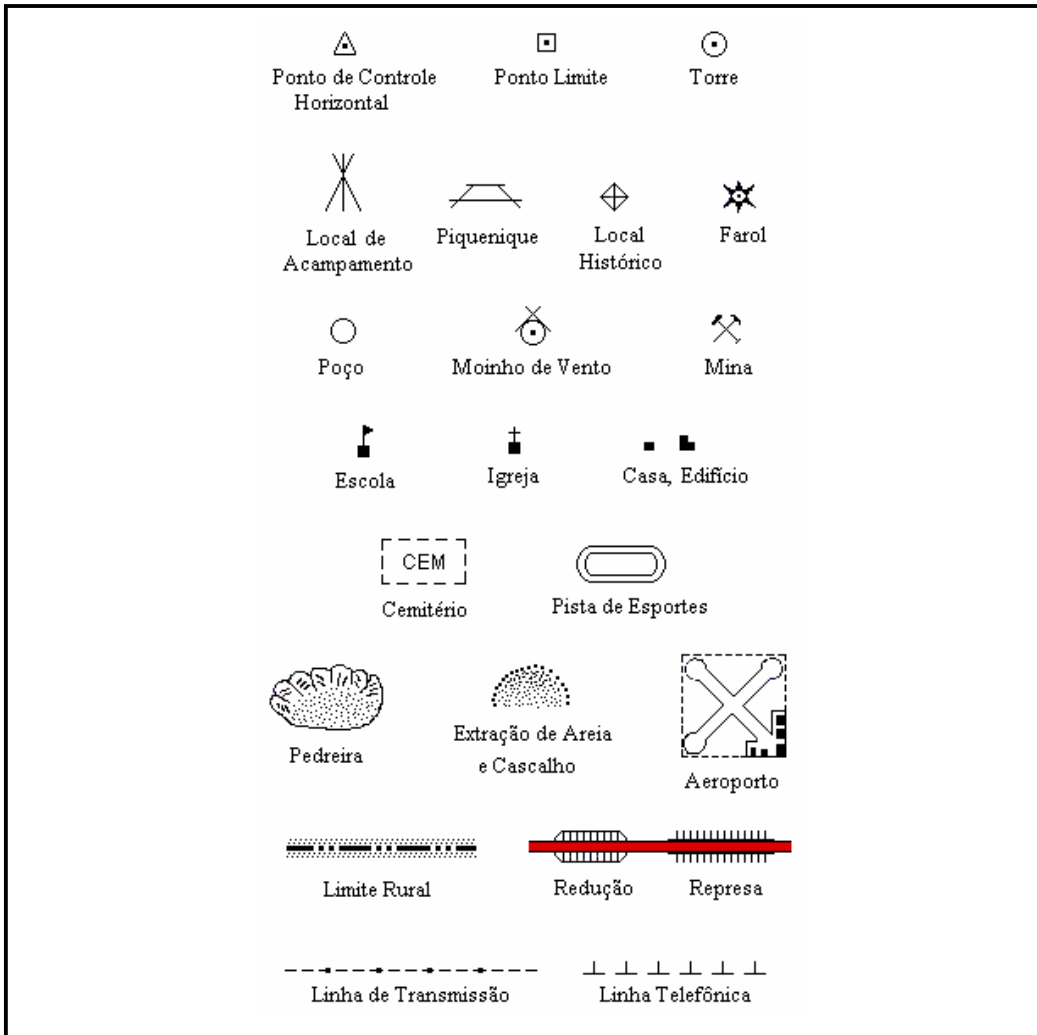 Ponto de Controle
Horizontal
Ponto Limite
Torre
Local de
Acampamento
Piquenique
Local
Histórico
Farol
Poço
Moinho de Vento
Mina
Escola
Igreja
Casa, Edifício
CEM
Cemitério
Pista de Esportes
Pedreira
Extração de Areia
e Cascalho
Aeroporto
Limite Rural
Redução
Represa
Linha de Transmissão
Linha Telefônica